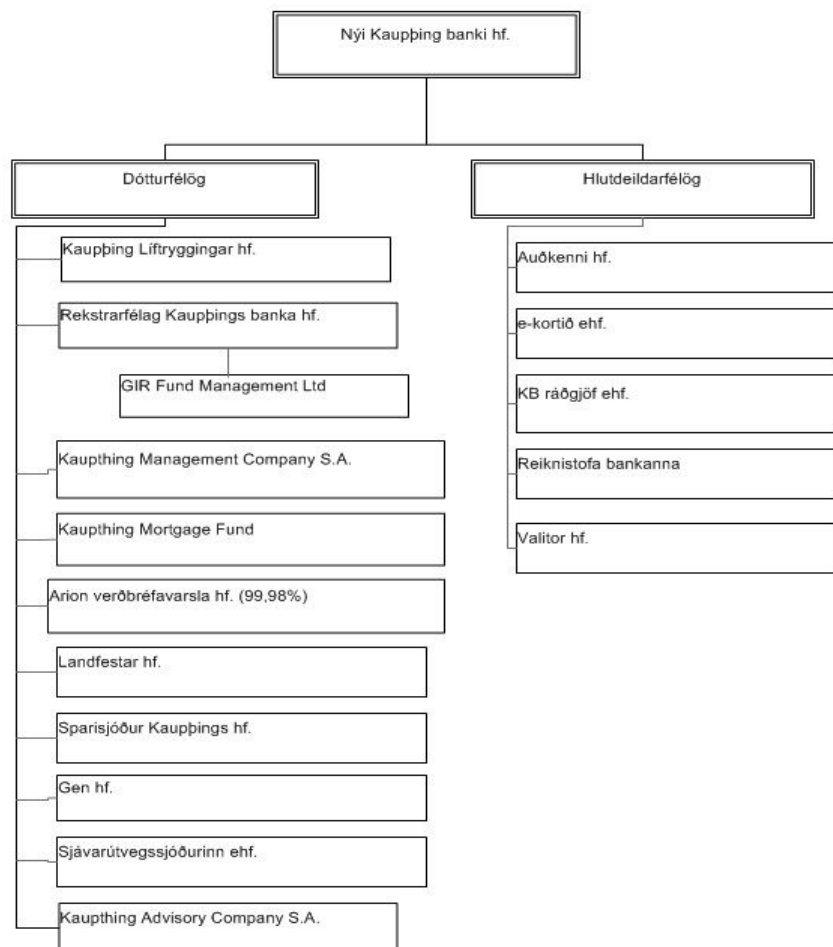 Nýi Kaupþing banki hf.
Dótturfélög
Kaupþing Líftryggingar hf.
Rekstrarfélag Kaupþings banka hf.
GIR Fund Management Ltd
Kaupthing Management Company S.A.
Kaupthing Mortgage Fund
Arion verðbréfavarsla hf. (99,98%)
Landfestar hf.
Sparisjóður Kaupþings hf.
Gen hf.
Sjávarútvegssjóðurinn ehf.
Kaupthing Advisory Company S.A.
Hlutdeildarfélög
Auðkenni hf.
e-kortið ehf.
KB ráðgjöf ehf.
Reiknistofa bankanna
Valitor hf.